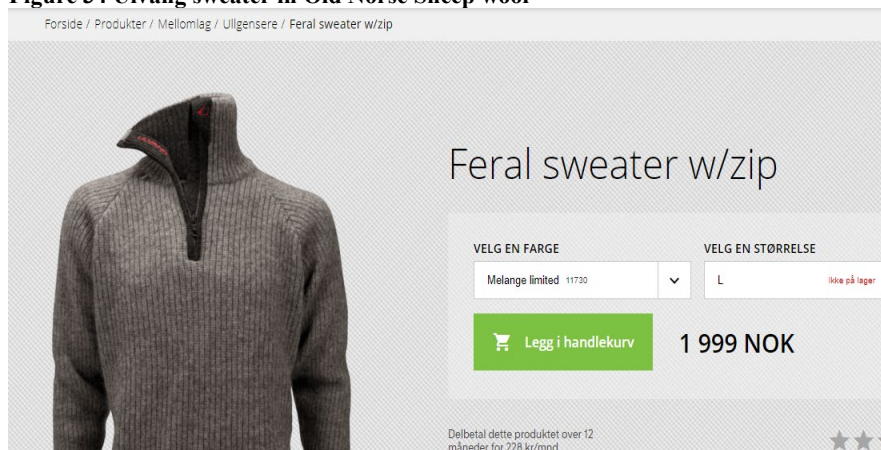 Figure 34 Ulvang sweater in Old Norse Sheep wool
Forside / Produkter / Mellomlag / Ullgensere / Feral sweater w/zip
Feral sweater w/zip
VELG EN FARGE
VELG EN STØRRELSE
Melange limited 11730
L
Ikke på lager
Legg i handlekurv
1 999 NOK
Delbetal dette produktet over 12
måneder for 228 kr/mnd